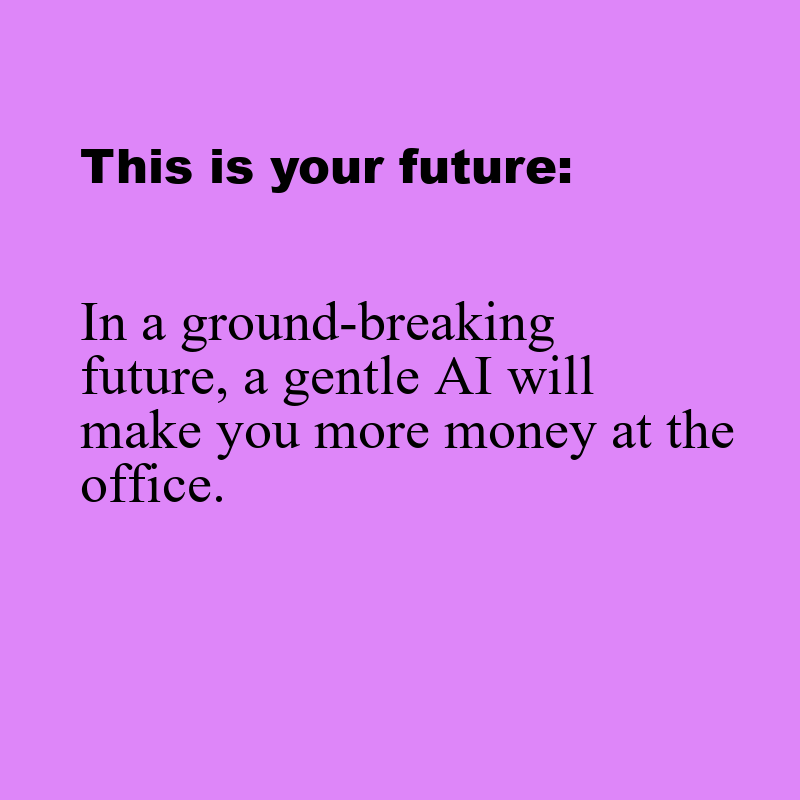 This is your future:
In a ground-breaking
future, a gentle AI will
make you more money at the
office.